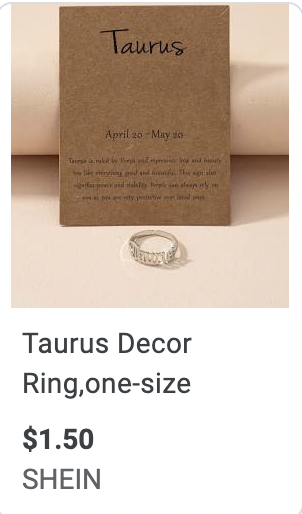 Taurus
April 20 - May 20
Taurus is ruled by Venus and represents love and beauty
You like everything good and beautiful. This sign also
signifies peace and stability. People can always rely on
you as you are very protective over loved ones.
Taurus Decor
Ring,one-size
$1.50
SHEIN